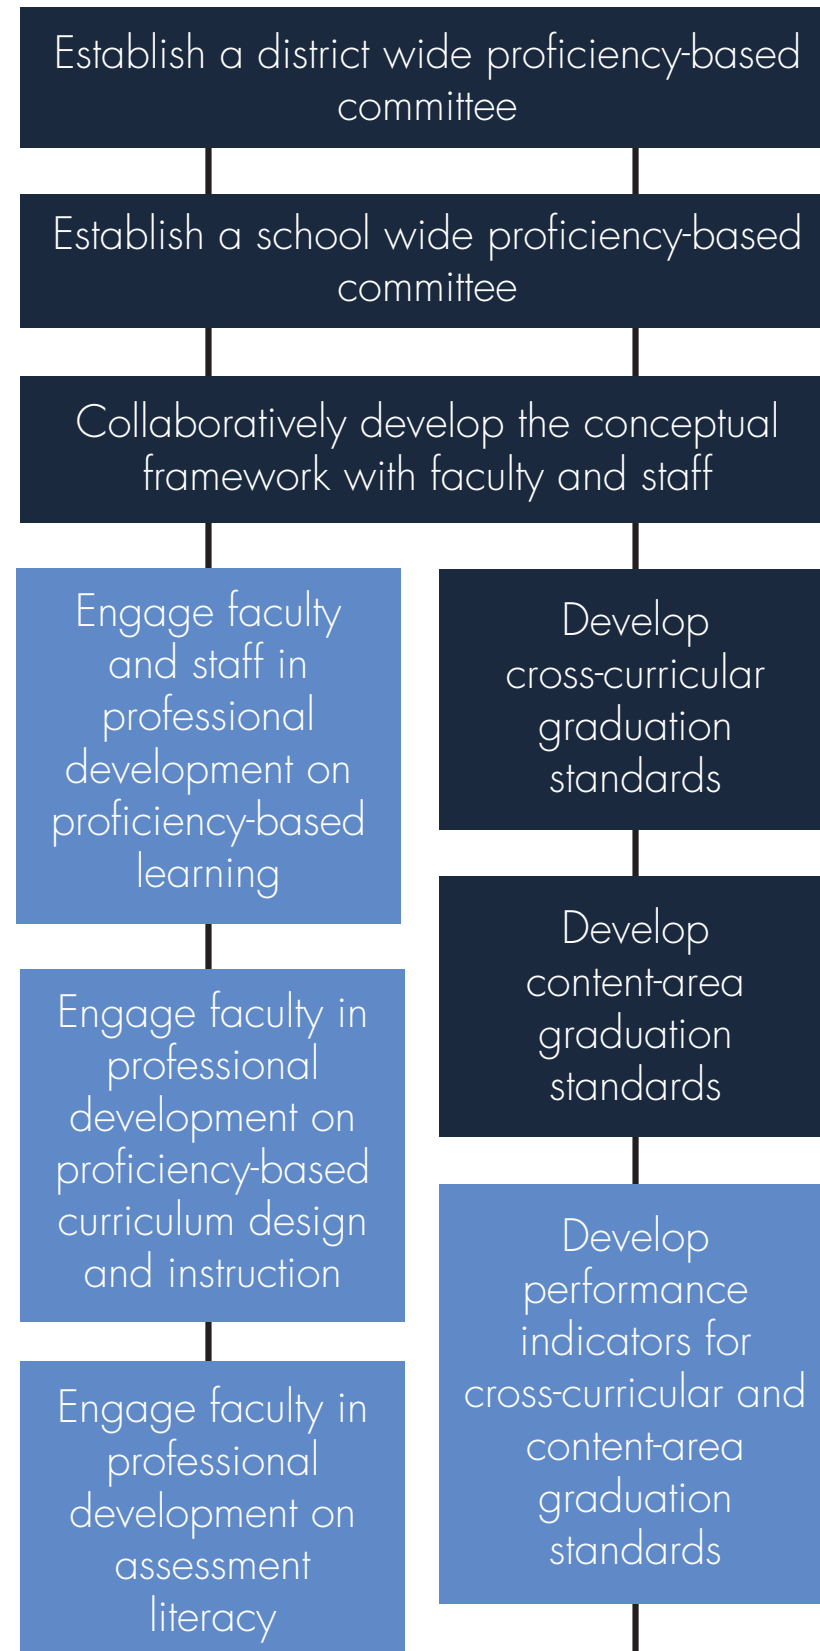 Establish a district wide proficiency-based
committee
Establish a school wide proficiency-based
committee
Collaboratively develop the conceptual
framework with faculty and staff
Engage faculty
and staff in
professional
development on
proficiency-based
learning
Engage faculty in
professional
development on
proficiency-based
curriculum design
and instruction
Engage faculty in
professional
development on
assessment
literacy
Develop
cross-curricular
graduation
standards
Develop
content-area
graduation
standards
Develop
performance
indicators for
cross-curricular and
content-area
graduation
standards